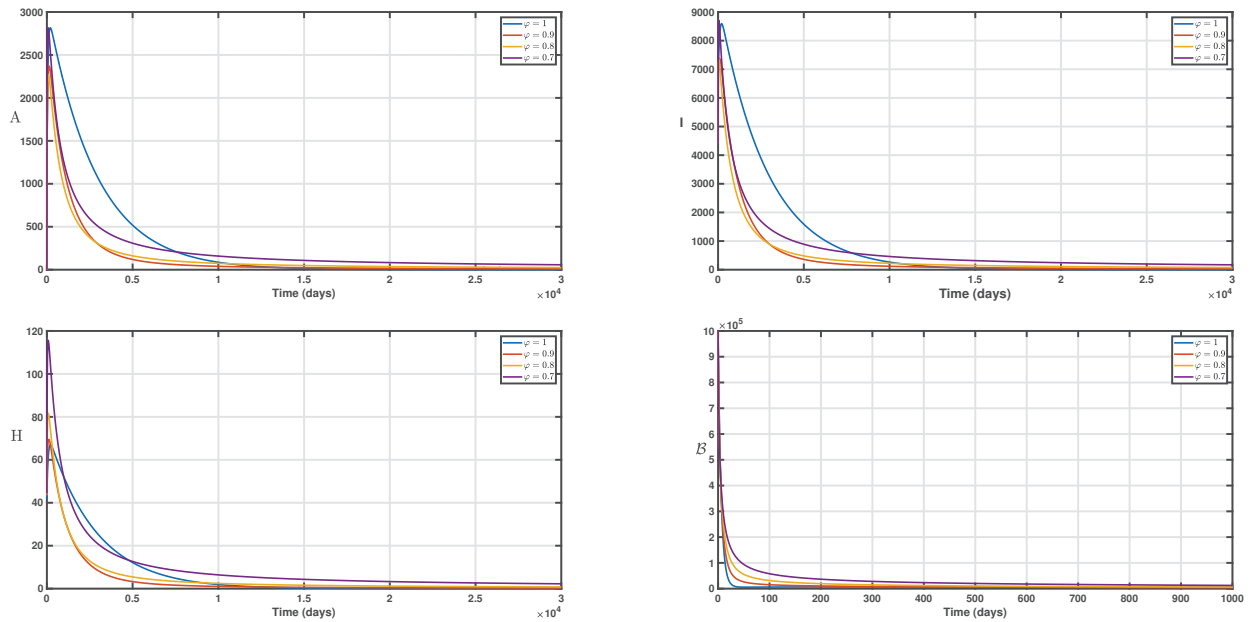 3000
2500
2000
1500
1000
500
0
A
φ = 1
φ = 0.9
φ = 0.8
φ = 0.7
0 0.5 1 1.5 2 2.5 3
Time (days)
×10⁴
9000
8000
7000
6000
5000
4000
3000
2000
1000
0
I
φ = 1
φ = 0.9
φ = 0.8
φ = 0.7
0 0.5 1 1.5 2 2.5 3
Time (days)
×10⁴
120
100
80
60
40
20
0
H
φ = 1
φ = 0.9
φ = 0.8
φ = 0.7
0 0.5 1 1.5 2 2.5 3
Time (days)
×10⁴
×10⁵
10
9
8
7
6
5
4
3
2
1
0
ℬ
φ = 1
φ = 0.9
φ = 0.8
φ = 0.7
0 100 200 300 400 500 600 700 800 900 1000
Time (days)